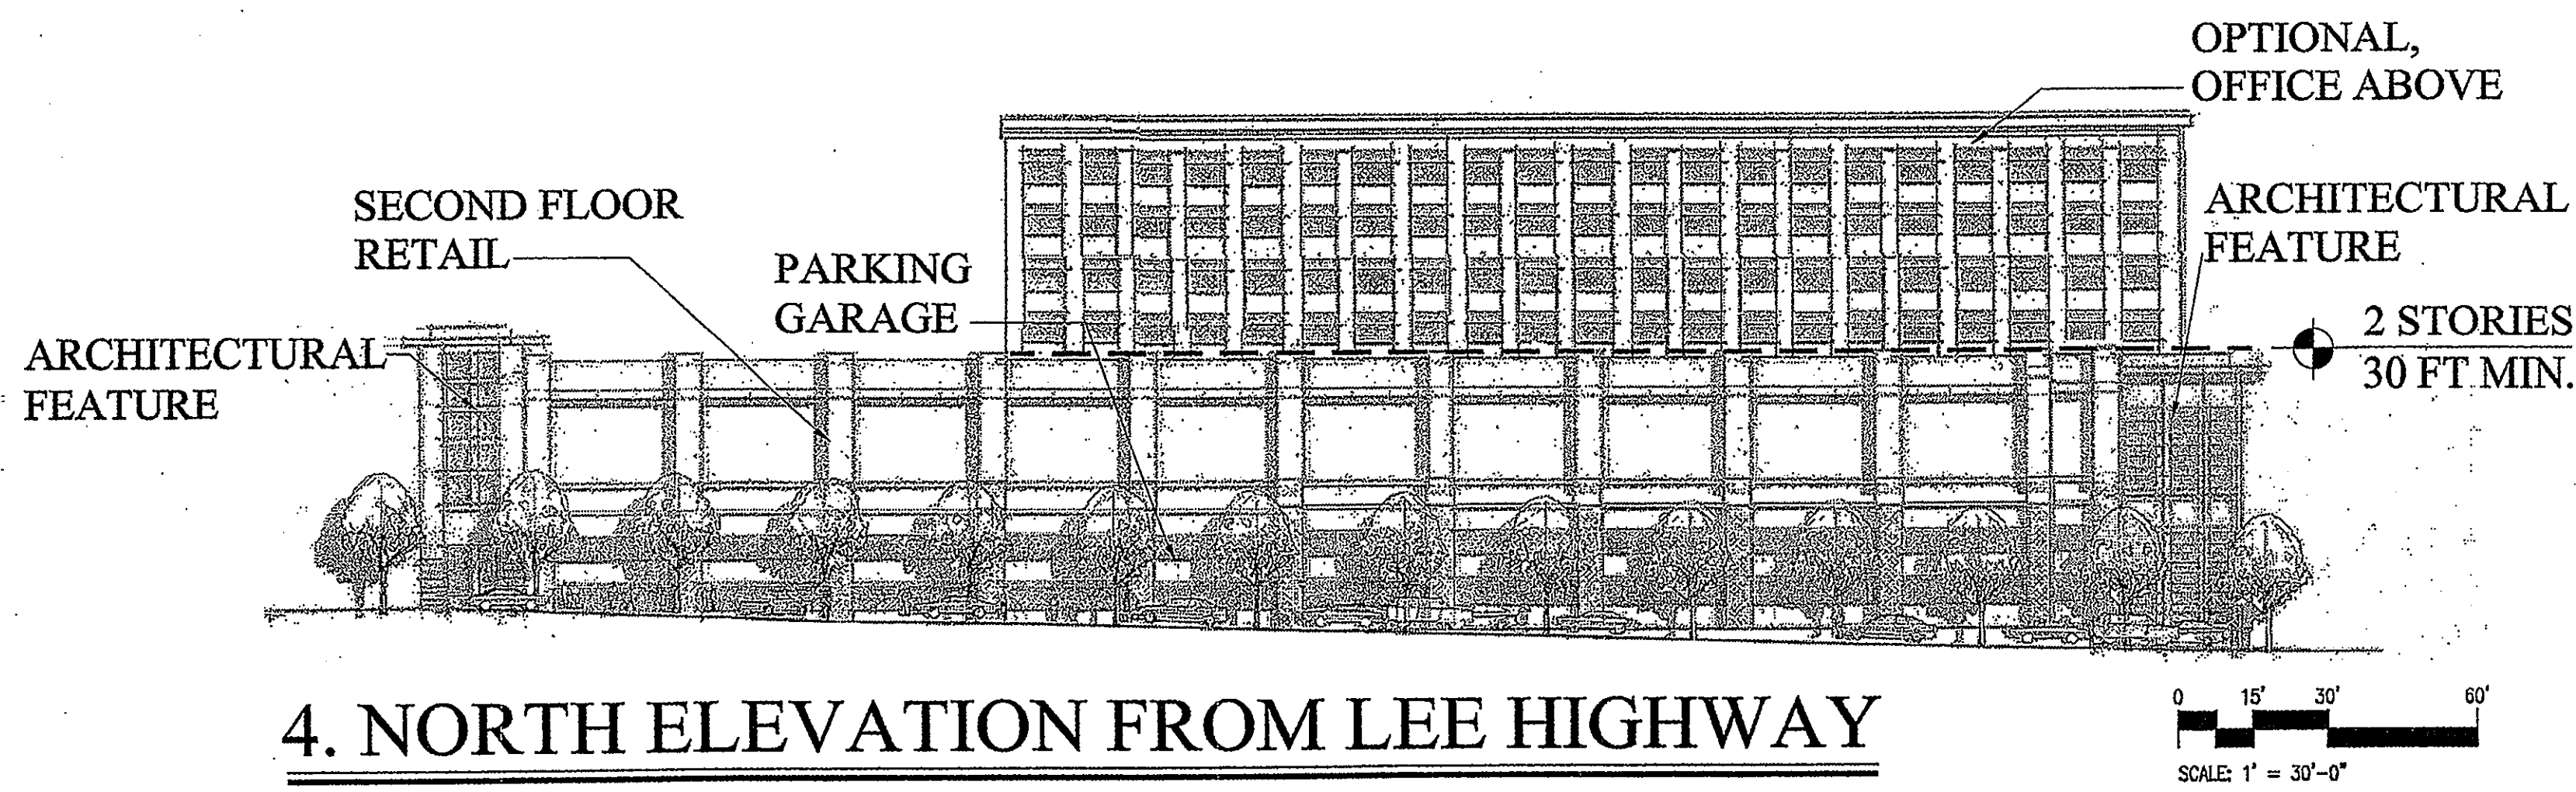 OPTIONAL,
OFFICE ABOVE
SECOND FLOOR
RETAIL
ARCHITECTURAL
FEATURE
PARKING
GARAGE
2 STORIES
30 FT MIN.
ARCHITECTURAL
FEATURE
4. NORTH ELEVATION FROM LEE HIGHWAY
0 15' 30' 60'
SCALE: 1' = 30'-0"